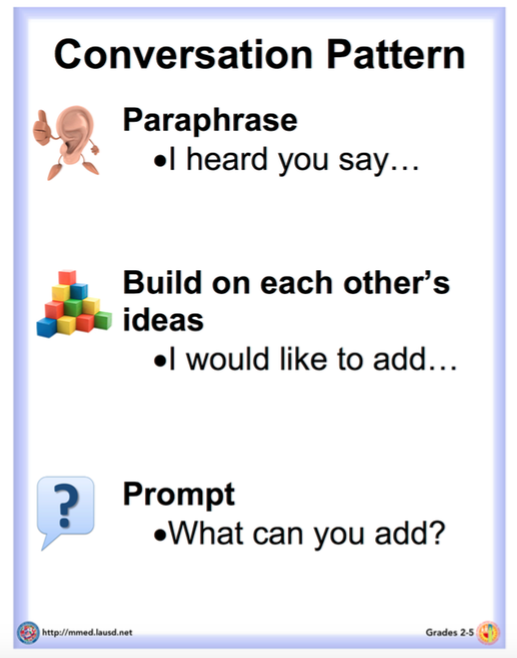 Conversation Pattern
Paraphrase
•I heard you say…
Build on each other’s
ideas
•I would like to add…
?
Prompt
•What can you add?
http://mmed.lausd.net
Grades 2-5